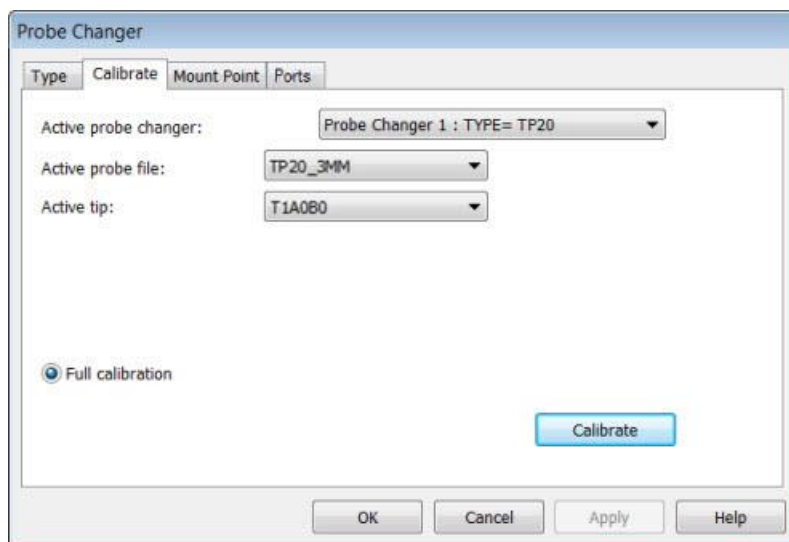 Probe Changer
Type Calibrate Mount Point Ports
Active probe changer: Probe Changer 1 : TYPE= TP20
Active probe file: TP20_3MM
Active tip: T1A0B0
Full calibration
Calibrate
OK Cancel Apply Help